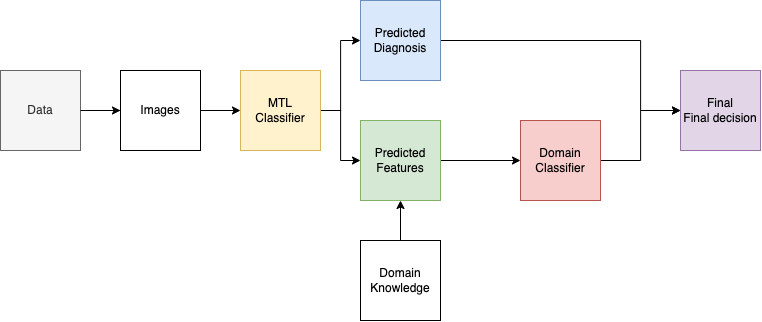 Data
Images
MTL
Classifier
Predicted
Diagnosis
Predicted
Features
Domain
Knowledge
Domain
Classifier
Final
Final decision